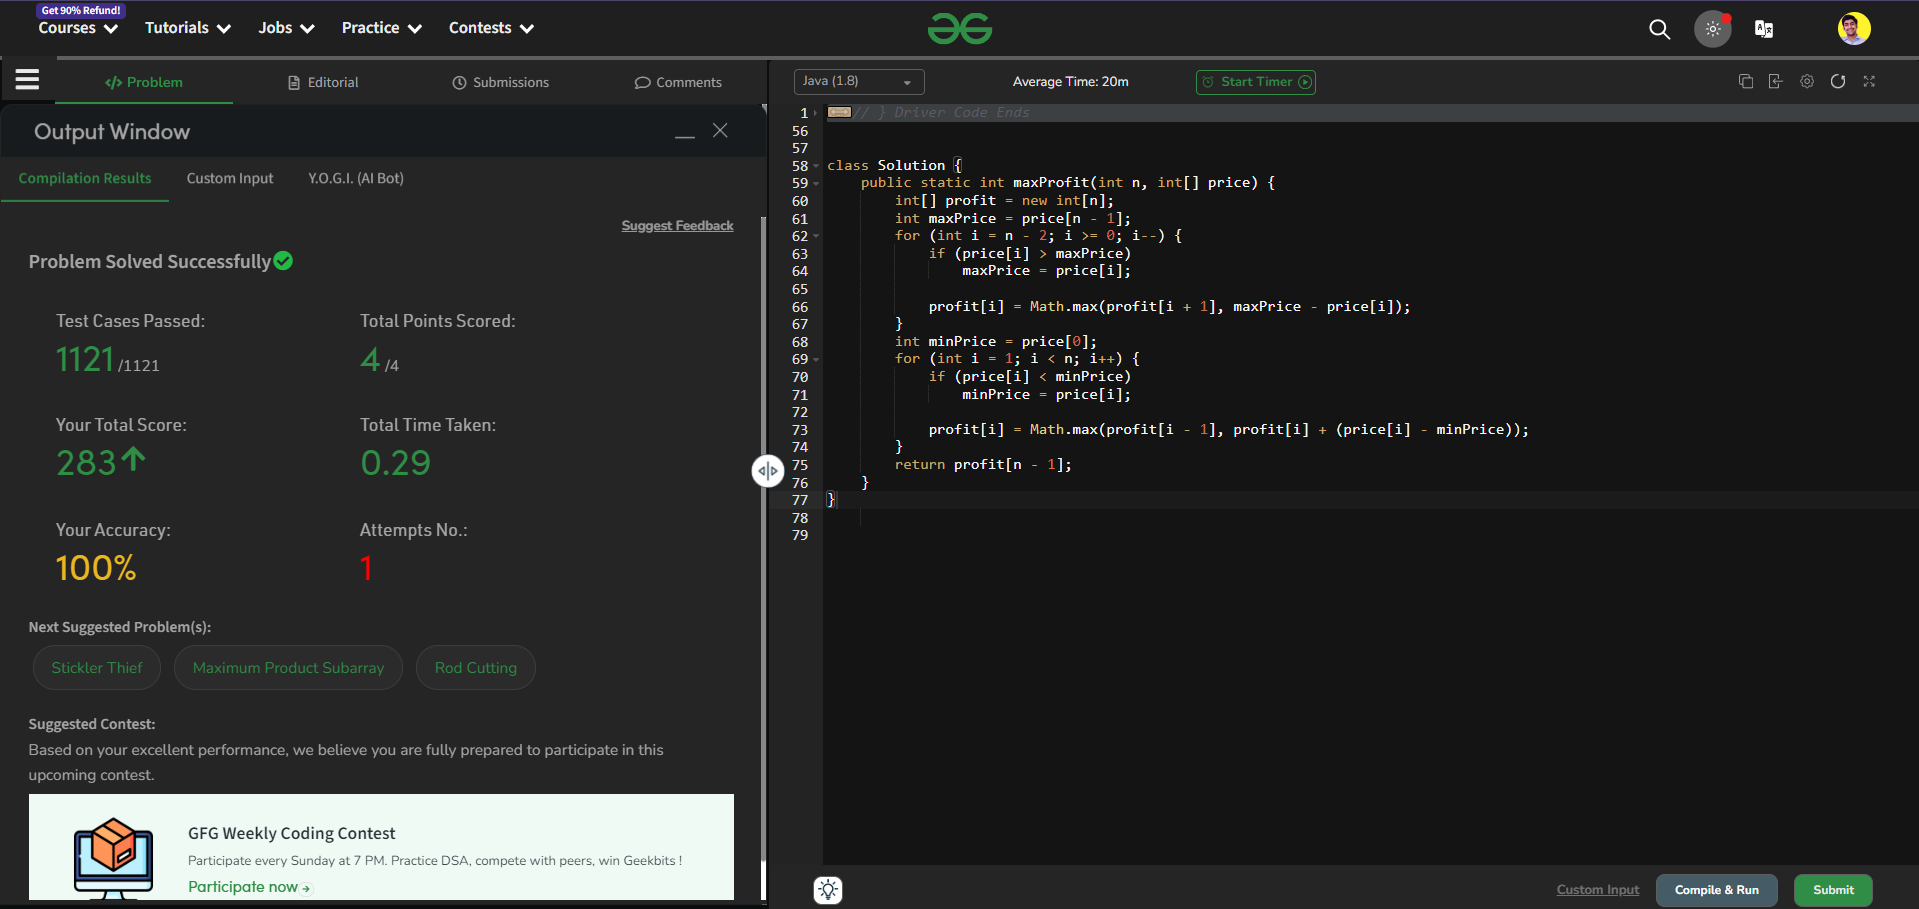 Get 90% Refund!
Courses Tutorials Jobs Practice Contests
Problem Editorial Submissions Comments
Java (1.8) Average Time: 20m Start Timer
Output Window
Compilation Results Custom Input Y.O.G.I. (AI Bot)
Suggest Feedback
Problem Solved Successfully
Test Cases Passed: Total Points Scored:
1121 /1121 4 /4
Your Total Score: Total Time Taken:
283 0.29
Your Accuracy: Attempts No.:
100% 1
Next Suggested Problem(s):
Stickler Thief Maximum Product Subarray Rod Cutting
Suggested Contest:
Based on your excellent performance, we believe you are fully prepared to participate in this
upcoming contest.
GFG Weekly Coding Contest
Participate every Sunday at 7 PM. Practice DSA, compete with peers, win Geekbits !
Participate now
1 // } Driver Code Ends
56
57
58 class Solution {
59 public static int maxProfit(int n, int[] price) {
60 int[] profit = new int[n];
61 int maxPrice = price[n - 1];
62 for (int i = n - 2; i >= 0; i--) {
63 if (price[i] > maxPrice)
64 maxPrice = price[i];
65
66 profit[i] = Math.max(profit[i + 1], maxPrice - price[i]);
67 }
68 int minPrice = price[0];
69 for (int i = 1; i < n; i++) {
70 if (price[i] < minPrice)
71 minPrice = price[i];
72
73 profit[i] = Math.max(profit[i - 1], profit[i] + (price[i] - minPrice));
74 }
75 return profit[n - 1];
76 }
77 }
78
79
Custom Input Compile & Run Submit